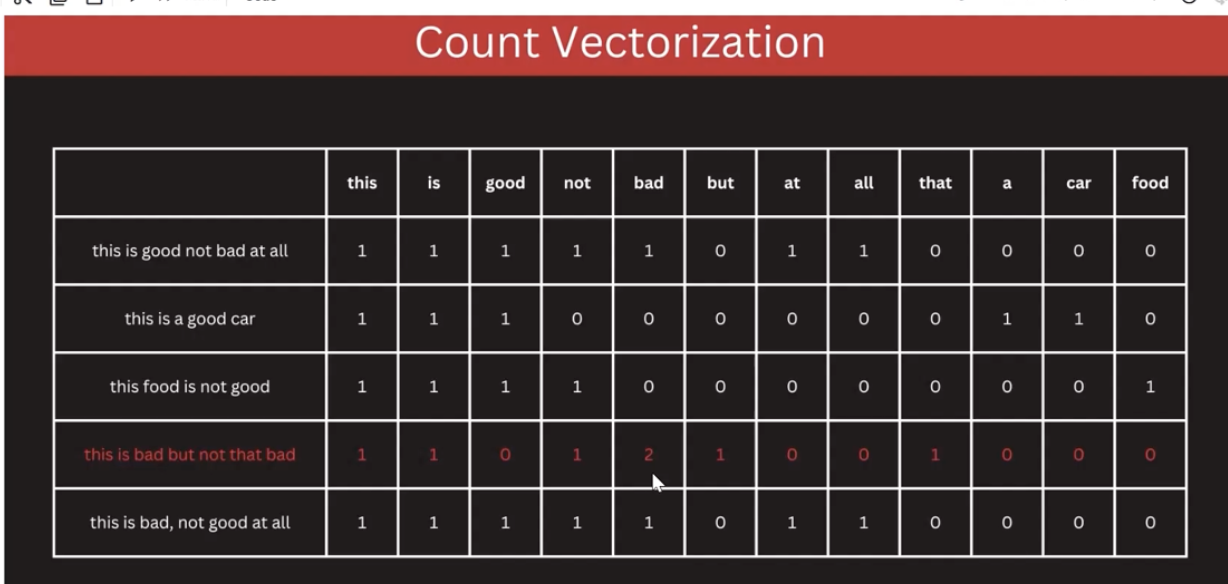 Count Vectorization
this is good not bad but at all that a car food
this is good not bad at all 1 1 1 1 1 0 1 1 0 0 0 0
this is a good car 1 1 1 0 0 0 0 0 0 1 1 0
this food is not good 1 1 1 1 0 0 0 0 0 0 0 1
this is bad but not that bad 1 1 0 1 2 1 0 0 1 0 0 0
this is bad, not good at all 1 1 1 1 1 0 1 1 0 0 0 0